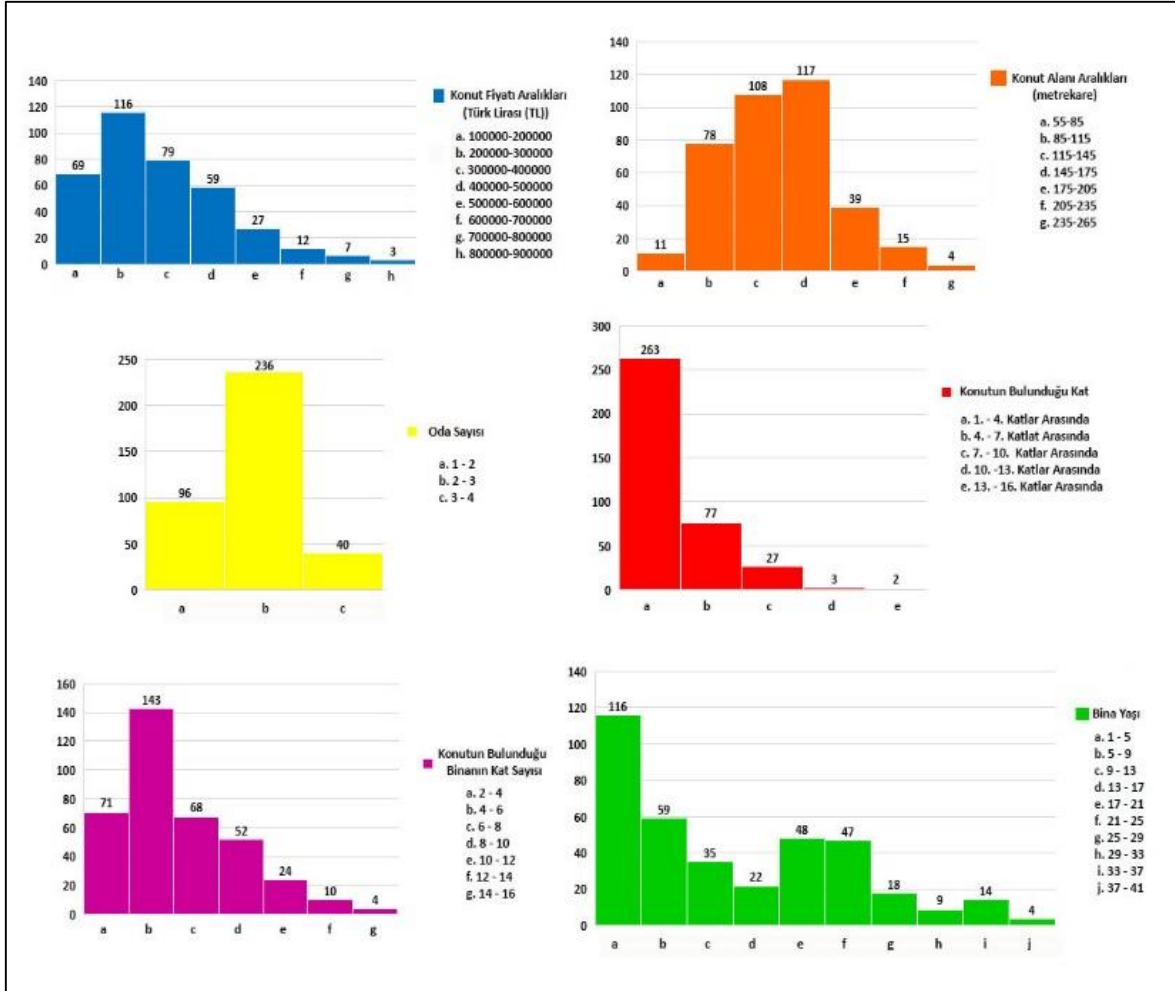 140
120
100
80
60
40
20
0
69
116
79
59
27
12
7
3
a b c d e f g h
Konut Fiyatı Aralıkları
(Türk Lirası (TL))
a. 100000-200000
b. 200000-300000
c. 300000-400000
d. 400000-500000
e. 500000-600000
f. 600000-700000
g. 700000-800000
h. 800000-900000
140
120
100
80
60
40
20
0
11
78
108
117
39
15
4
a b c d e f g
Konut Alanı Aralıkları
(metrekare)
a. 55-85
b. 85-115
c. 115-145
d. 145-175
e. 175-205
f. 205-235
g. 235-265
250
200
150
100
50
0
96
236
40
a b c
Oda Sayısı
a. 1 - 2
b. 2 - 3
c. 3 - 4
300
250
200
150
100
50
0
263
77
27
3
2
a b c d e
Konutun Bulunduğu Kat
a. 1. - 4. Katlar Arasında
b. 4. - 7. Katlat Arasında
c. 7. - 10. Katlar Arasında
d. 10. -13. Katlar Arasında
e. 13. - 16. Katlar Arasında
160
140
120
100
80
60
40
20
0
71
143
68
52
24
10
4
a b c d e f g
Konutun Bulunduğu
Binanın Kat Sayısı
a. 2 - 4
b. 4 - 6
c. 6 - 8
d. 8 - 10
e. 10 - 12
f. 12 - 14
g. 14 - 16
140
120
100
80
60
40
20
0
116
59
35
22
48
47
18
9
14
4
a b c d e f g h i j
Bina Yaşı
a. 1 - 5
b. 5 - 9
c. 9 - 13
d. 13 - 17
e. 17 - 21
f. 21 - 25
g. 25 - 29
h. 29 - 33
i. 33 - 37
j. 37 - 41